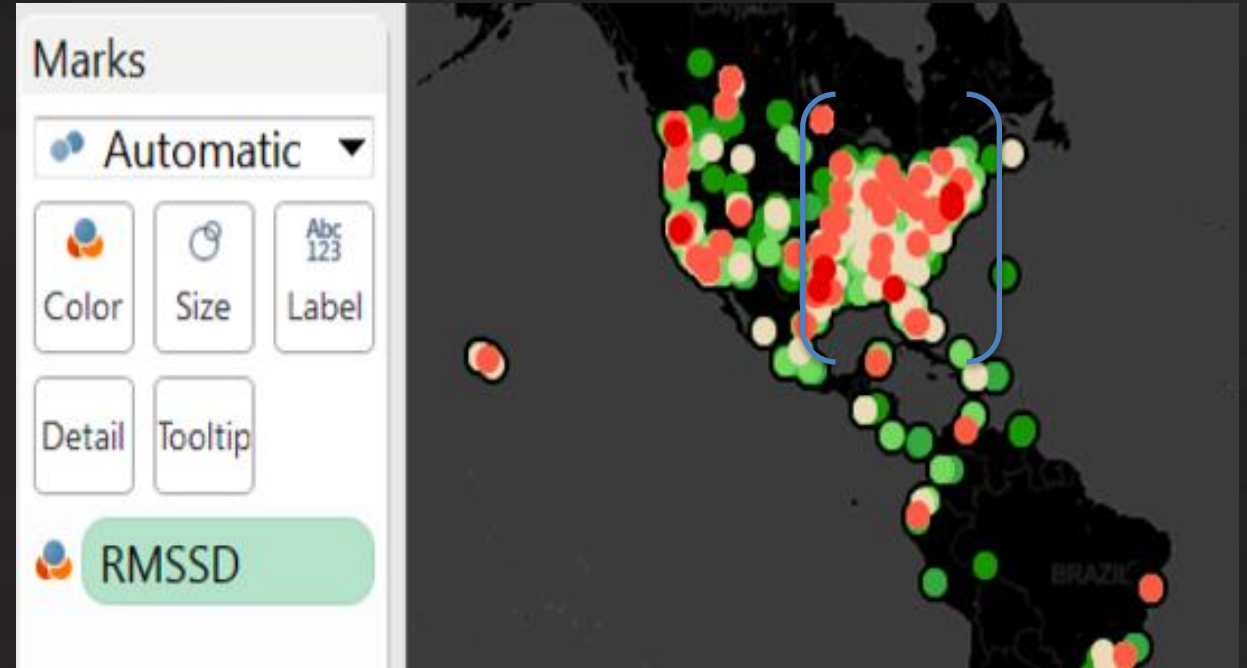 Marks
Automatic
Abc
123
Color
Size
Label
Detail
Tooltip
RMSSD
BRAZIL